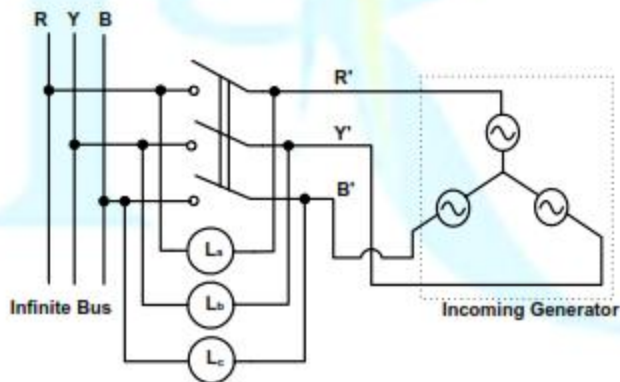 R Y B
R'
Y'
B'
La
Lb
Lc
Infinite Bus
Incoming Generator